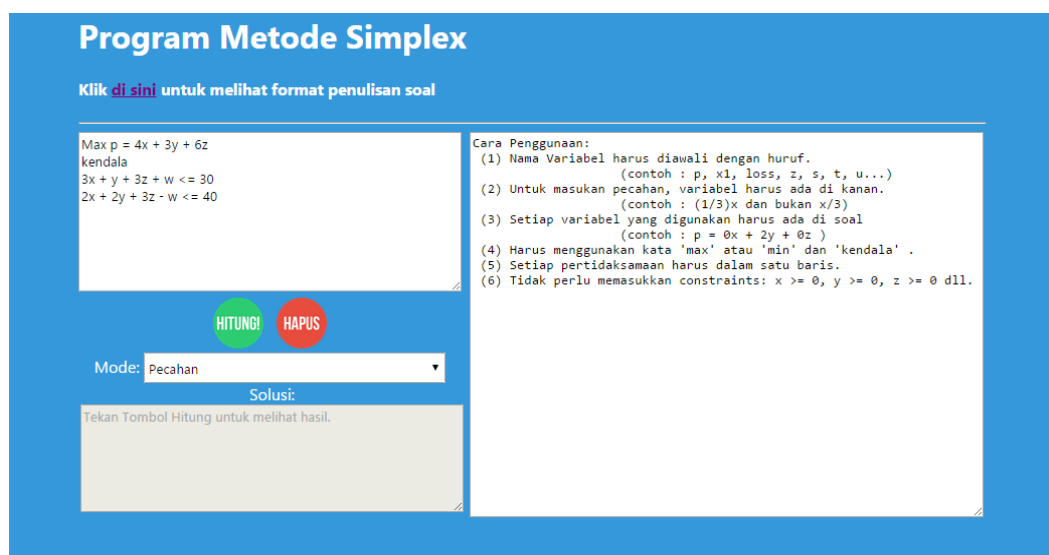 Program Metode Simplex
Klik di sini untuk melihat format penulisan soal
Max p = 4x + 3y + 6z
kendala
3x + y + 3z + w <= 30
2x + 2y + 3z - w <= 40
HITUNG!
HAPUS
Mode: Pecahan
Solusi:
Tekan Tombol Hitung untuk melihat hasil.
Cara Penggunaan:
(1) Nama Variabel harus diawali dengan huruf.
(contoh : p, x1, loss, z, s, t, u...)
(2) Untuk masukan pecahan, variabel harus ada di kanan.
(contoh : (1/3)x dan bukan x/3)
(3) Setiap variabel yang digunakan harus ada di soal
(contoh : p = 0x + 2y + 0z )
(4) Harus menggunakan kata 'max' atau 'min' dan 'kendala' .
(5) Setiap pertidaksamaan harus dalam satu baris.
(6) Tidak perlu memasukkan constraints: x >= 0, y >= 0, z >= 0 dll.